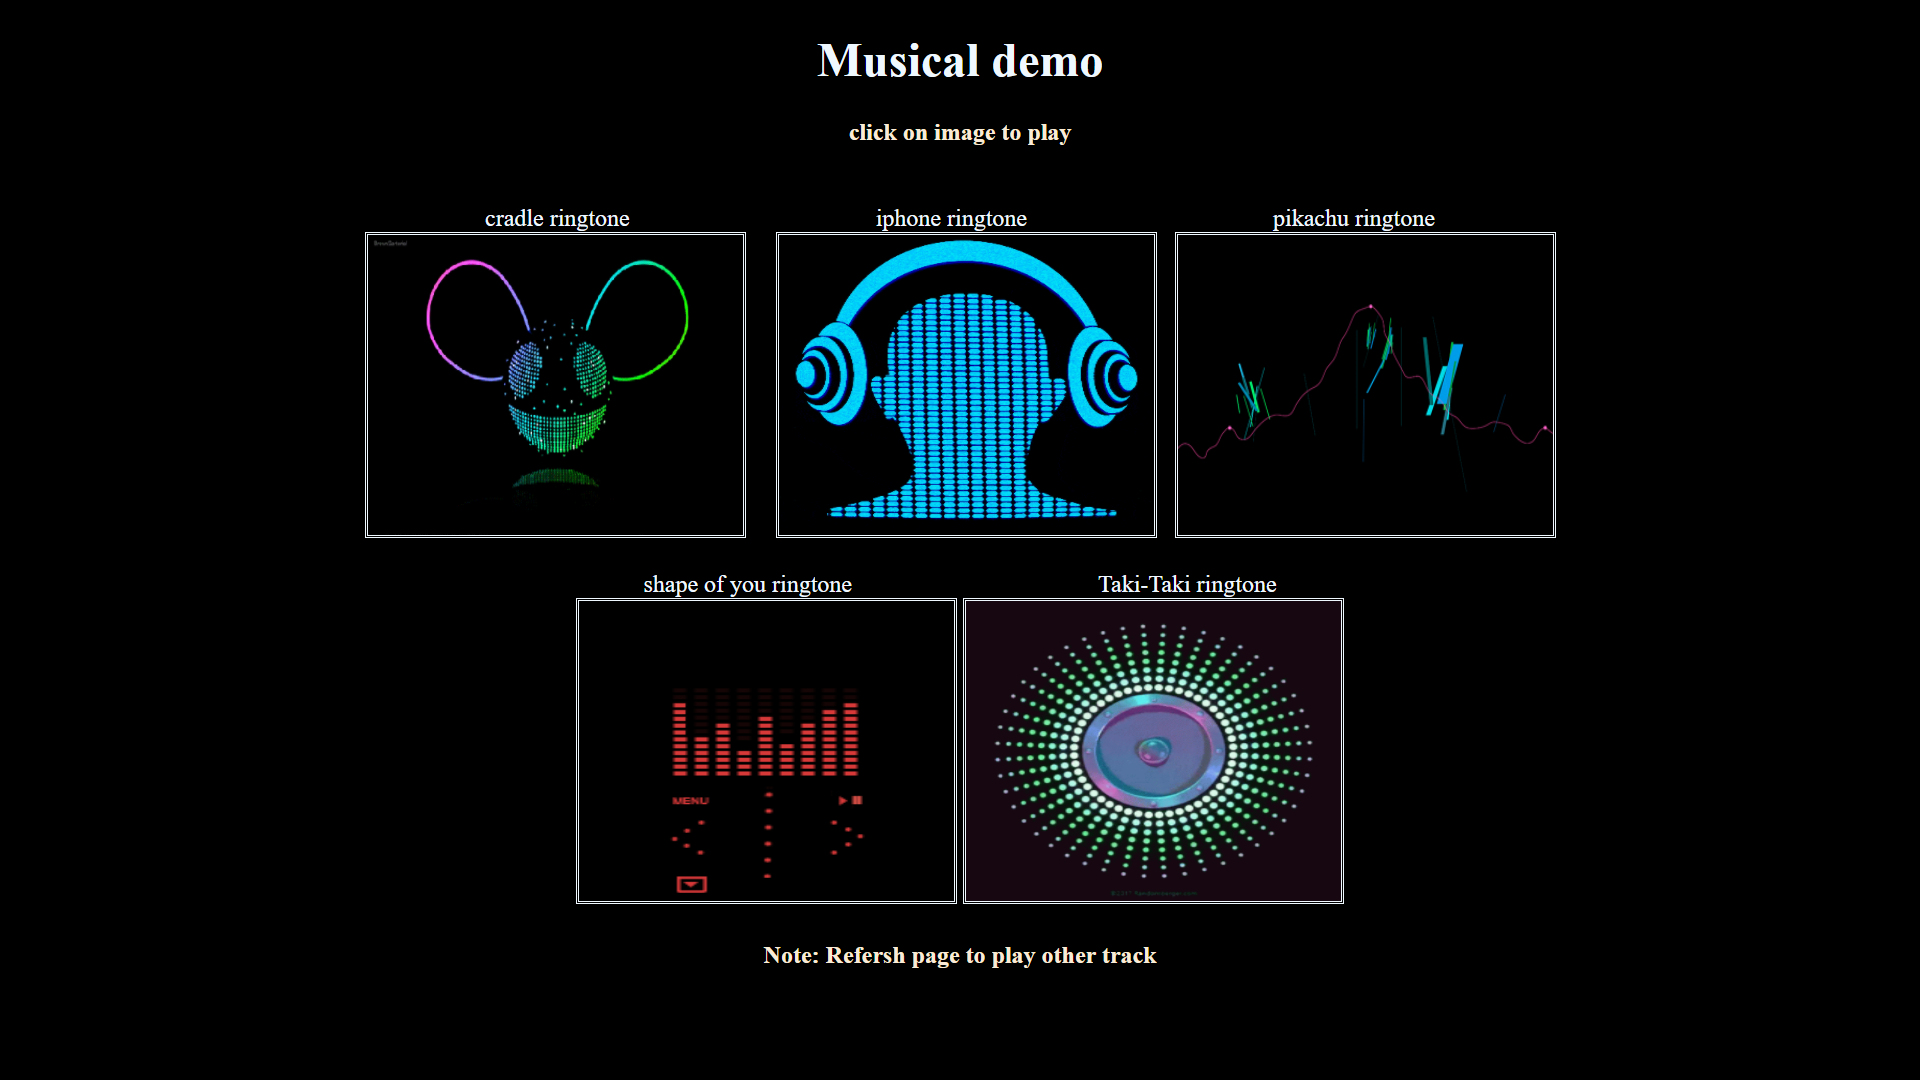 Musical demo
click on image to play
cradle ringtone
iphone ringtone
pikachu ringtone
shape of you ringtone
Taki-Taki ringtone
MENU
Note: Refersh page to play other track